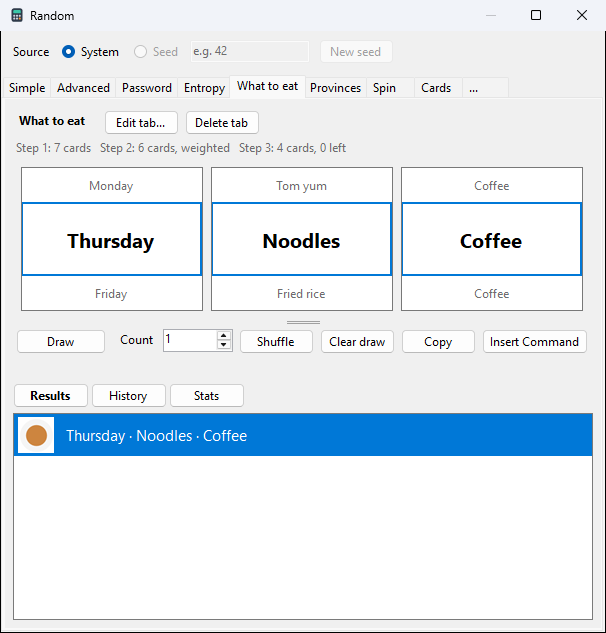 Random
Source System Seed e.g. 42 New seed
Simple Advanced Password Entropy What to eat Provinces Spin Cards ...
What to eat Edit tab... Delete tab
Step 1: 7 cards Step 2: 6 cards, weighted Step 3: 4 cards, 0 left
Monday Tom yum Coffee
Thursday Noodles Coffee
Friday Fried rice Coffee
Draw Count 1 Shuffle Clear draw Copy Insert Command
Results History Stats
Thursday · Noodles · Coffee